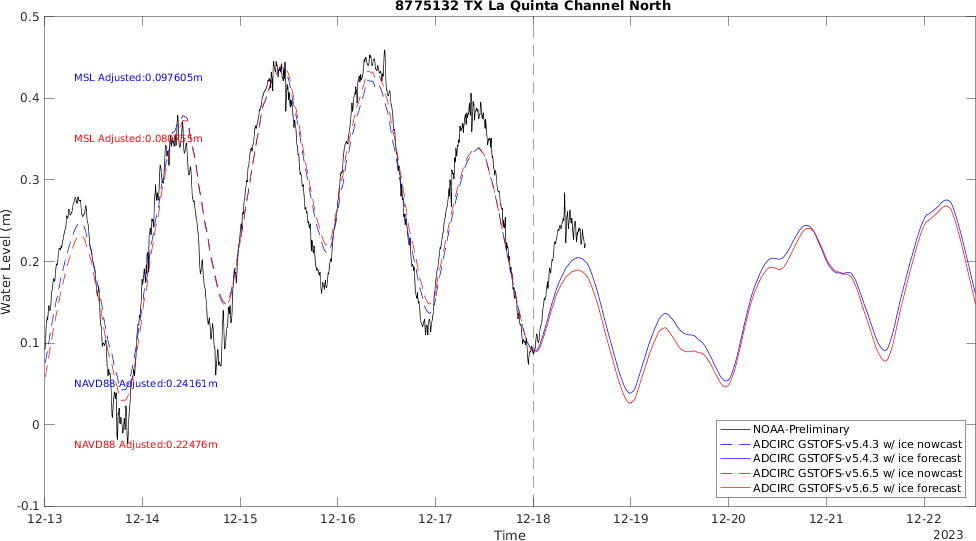 8775132 TX La Quinta Channel North
0.5
0.4
0.3
0.2
0.1
0
-0.1
Water Level (m)
MSL Adjusted:0.097605m
MSL Adjusted:
NAVD88 Adjusted:0.24161m
NAVD88 Adjusted:0.22476m
NOAA-Preliminary
ADCIRC GSTOFS-v5.4.3 w/ ice nowcast
ADCIRC GSTOFS-v5.4.3 w/ ice forecast
ADCIRC GSTOFS-v5.6.5 w/ ice nowcast
ADCIRC GSTOFS-v5.6.5 w/ ice forecast
12-13 12-14 12-15 12-16 12-17 12-18 12-19 12-20 12-21 12-22
Time
2023